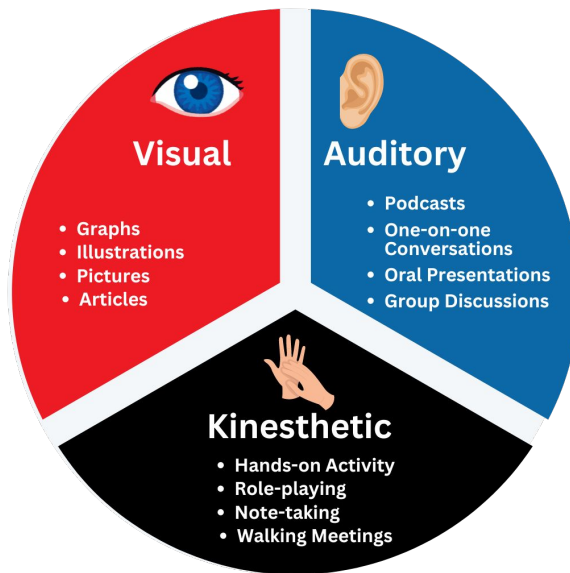 Visual
• Graphs
• Illustrations
• Pictures
• Articles
Auditory
• Podcasts
• One-on-one
Conversations
• Oral Presentations
• Group Discussions
Kinesthetic
• Hands-on Activity
• Role-playing
• Note-taking
• Walking Meetings